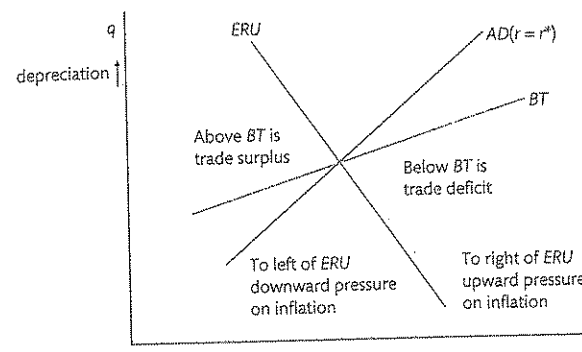 q
ERU
AD(r = r*)
depreciation
BT
Above BT is
trade surplus
Below BT is
trade deficit
To left of ERU
downward pressure
on inflation
To right of ERU
upward pressure
on inflation